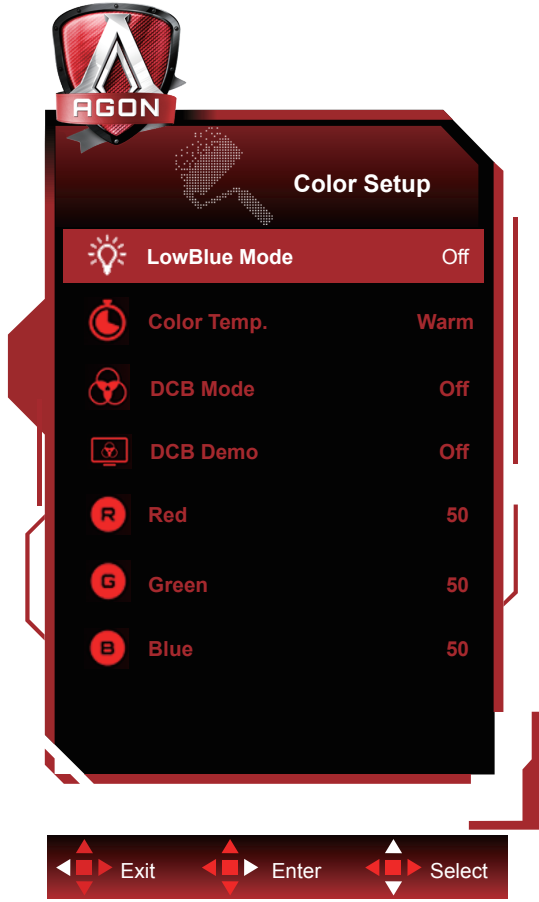 AGON
Color Setup
LowBlue Mode Off
Color Temp. Warm
DCB Mode Off
DCB Demo Off
R Red 50
G Green 50
B Blue 50
Exit Enter Select